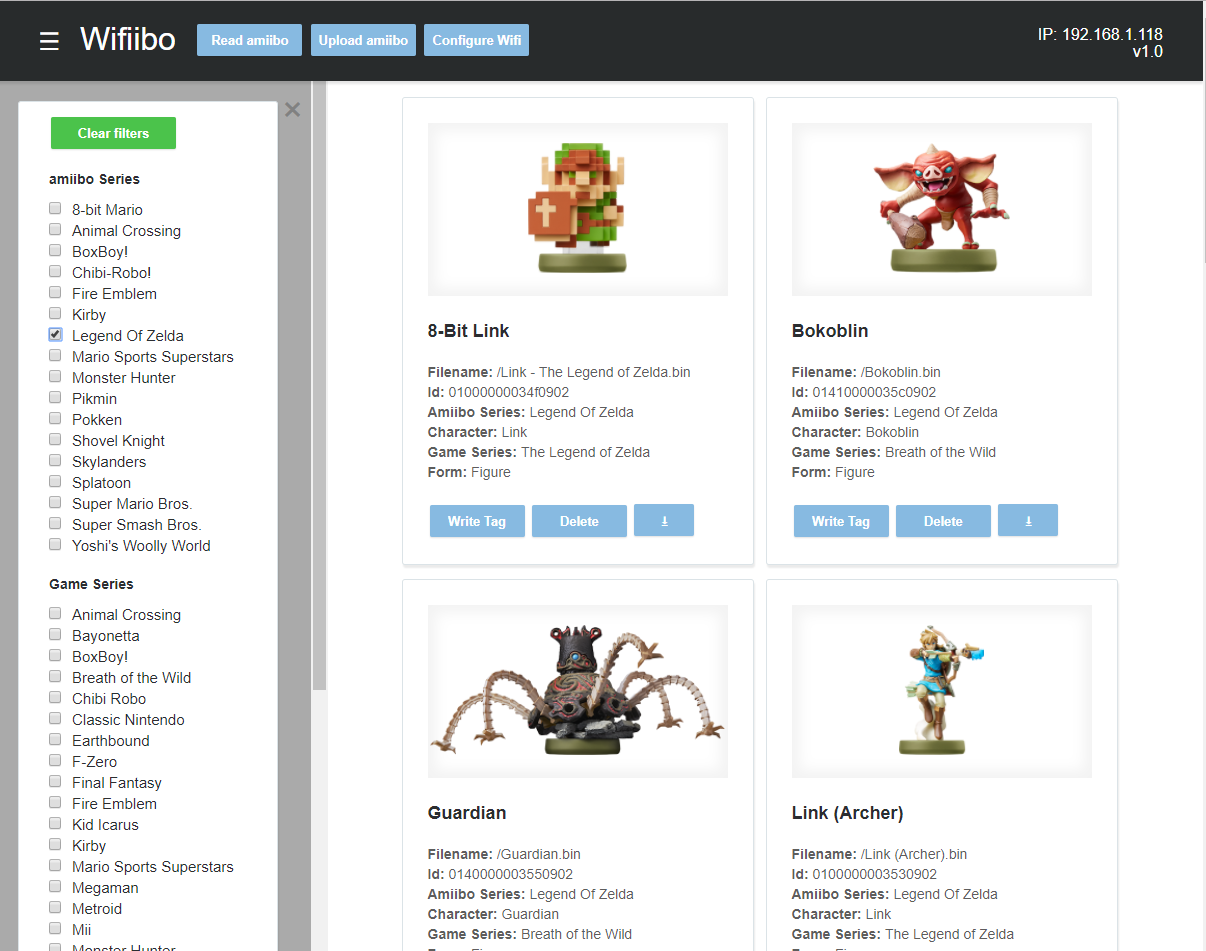 ☰ Wifiibo Read amiibo Upload amiibo Configure Wifi
IP: 192.168.1.118
v1.0
Clear filters
amiibo Series
8-bit Mario
Animal Crossing
BoxBoy!
Chibi-Robo!
Fire Emblem
Kirby
Legend Of Zelda
Mario Sports Superstars
Monster Hunter
Pikmin
Pokken
Shovel Knight
Skylanders
Splatoon
Super Mario Bros.
Super Smash Bros.
Yoshi's Woolly World
Game Series
Animal Crossing
Bayonetta
BoxBoy!
Breath of the Wild
Chibi Robo
Classic Nintendo
Earthbound
F-Zero
Final Fantasy
Fire Emblem
Kid Icarus
Kirby
Mario Sports Superstars
Megaman
Metroid
Mii
Monster Hunter
8-Bit Link
Filename: /Link - The Legend of Zelda.bin
Id: 01000000034f0902
Amiibo Series: Legend Of Zelda
Character: Link
Game Series: The Legend of Zelda
Form: Figure
Write Tag Delete
Bokoblin
Filename: /Bokoblin.bin
Id: 01410000035c0902
Amiibo Series: Legend Of Zelda
Character: Bokoblin
Game Series: Breath of the Wild
Form: Figure
Write Tag Delete
Guardian
Filename: /Guardian.bin
Id: 0140000003550902
Amiibo Series: Legend Of Zelda
Character: Guardian
Game Series: Breath of the Wild
Link (Archer)
Filename: /Link (Archer).bin
Id: 0100000003530902
Amiibo Series: Legend Of Zelda
Character: Link
Game Series: The Legend of Zelda